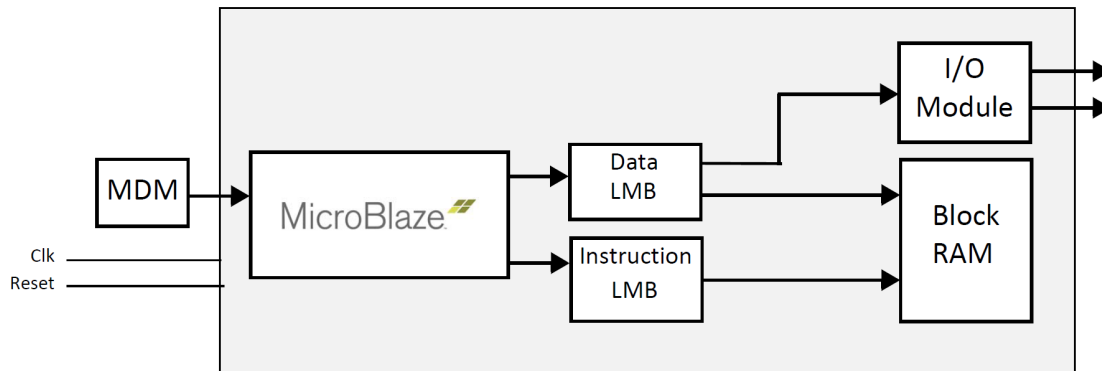 I/O
Module
MDM
MicroBlaze
Data
LMB
Block
RAM
Instruction
LMB
Clk
Reset